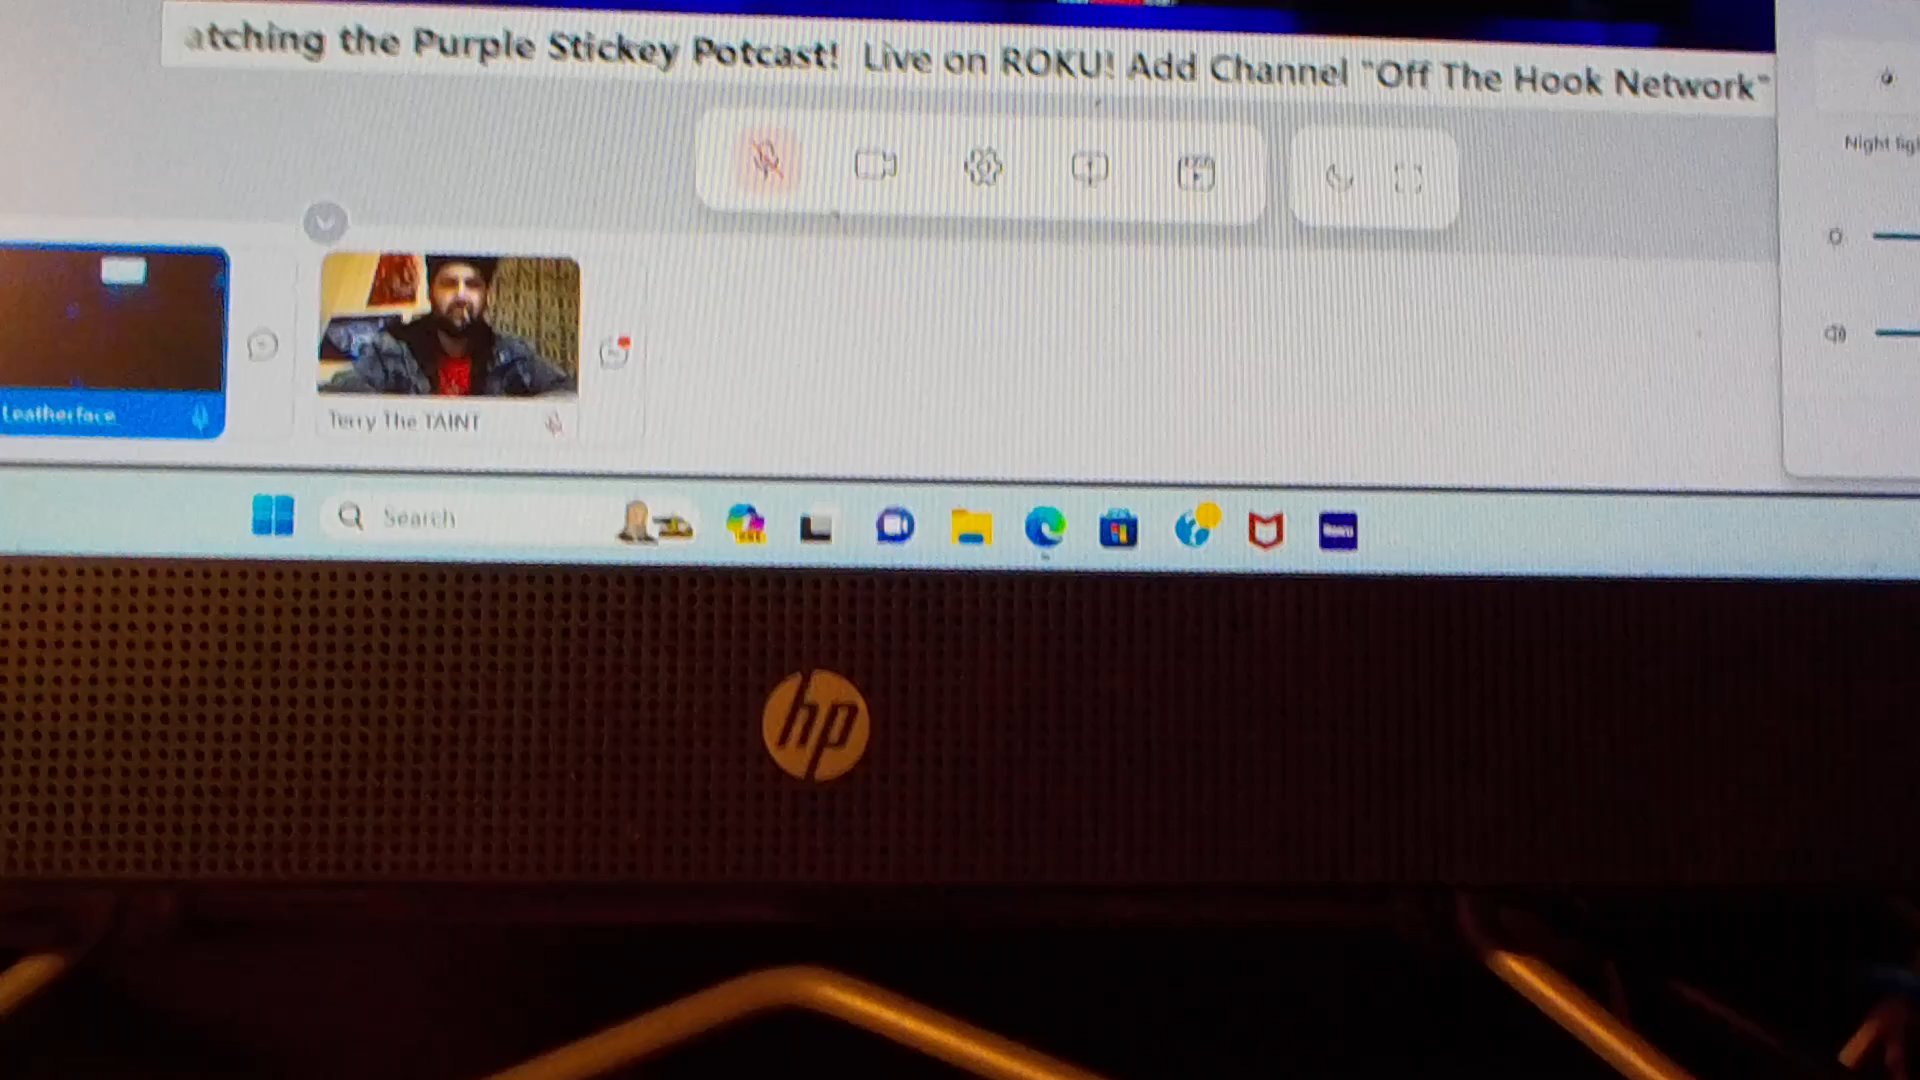 atching the Purple Stickey Potcast! Live on ROKU! Add Channel "Off The Hook Network"
Night lig
Leatherface
Terry The TAINT
Search
hp